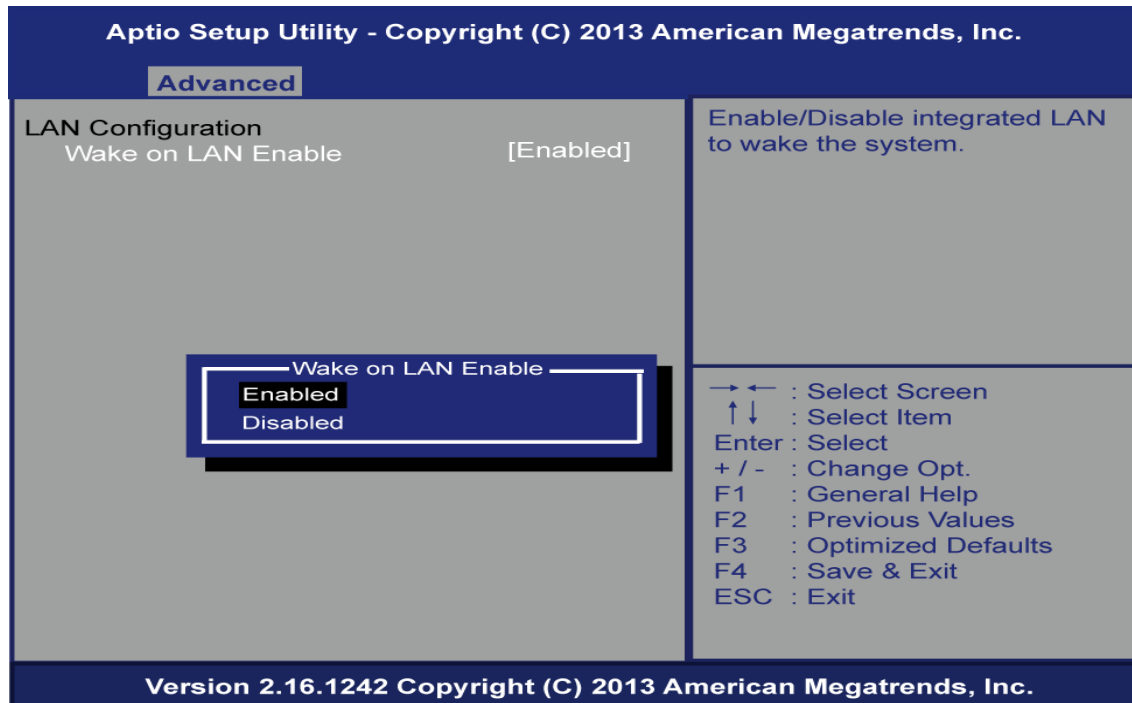 Aptio Setup Utility - Copyright (C) 2013 American Megatrends, Inc.
Advanced
LAN Configuration
Wake on LAN Enable [Enabled]
Enable/Disable integrated LAN
to wake the system.
Wake on LAN Enable
Enabled
Disabled
→ ← : Select Screen
↑ ↓ : Select Item
Enter : Select
+ / - : Change Opt.
F1 : General Help
F2 : Previous Values
F3 : Optimized Defaults
F4 : Save & Exit
ESC : Exit
Version 2.16.1242 Copyright (C) 2013 American Megatrends, Inc.